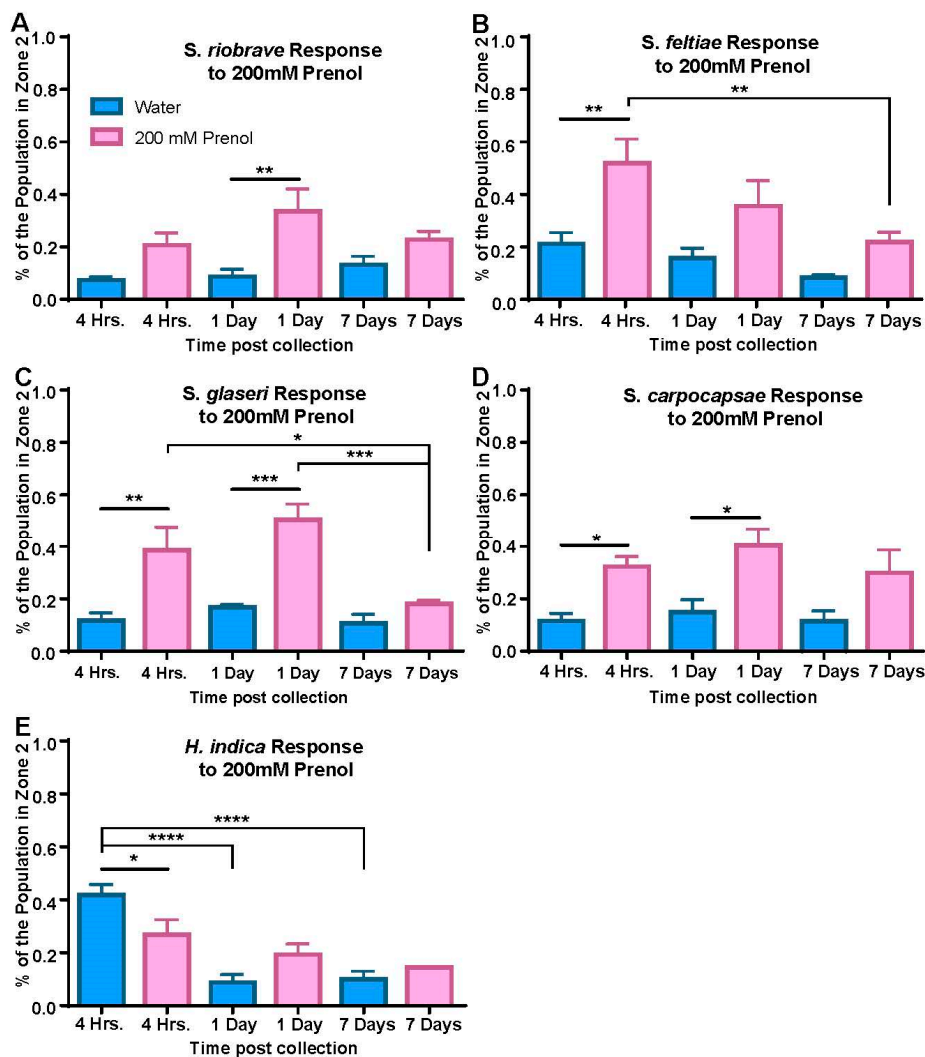 A
S. riobrave Response
to 200mM Prenol
% of the Population in Zone 2
1.0
0.8
0.6
0.4
0.2
0.0
Water
200 mM Prenol
**
4 Hrs. 4 Hrs. 1 Day 1 Day 7 Days 7 Days
Time post collection
B
S. feltiae Response
to 200mM Prenol
% of the Population in Zone 2
1.0
0.8
0.6
0.4
0.2
0.0
** **
4 Hrs. 4 Hrs. 1 Day 1 Day 7 Days 7 Days
Time post collection
C
S. glaseri Response
to 200mM Prenol
% of the Population in Zone 2
1.0
0.8
0.6
0.4
0.2
0.0
*
***
** ***
4 Hrs. 4 Hrs. 1 Day 1 Day 7 Days 7 Days
Time post collection
D
S. carpocapsae Response
to 200mM Prenol
% of the Population in Zone 2
1.0
0.8
0.6
0.4
0.2
0.0
* *
4 Hrs. 4 Hrs. 1 Day 1 Day 7 Days 7 Days
Time post collection
E
H. indica Response
to 200mM Prenol
% of the Population in Zone 2
1.0
0.8
0.6
0.4
0.2
0.0
****
****
*
4 Hrs. 4 Hrs. 1 Day 1 Day 7 Days 7 Days
Time post collection